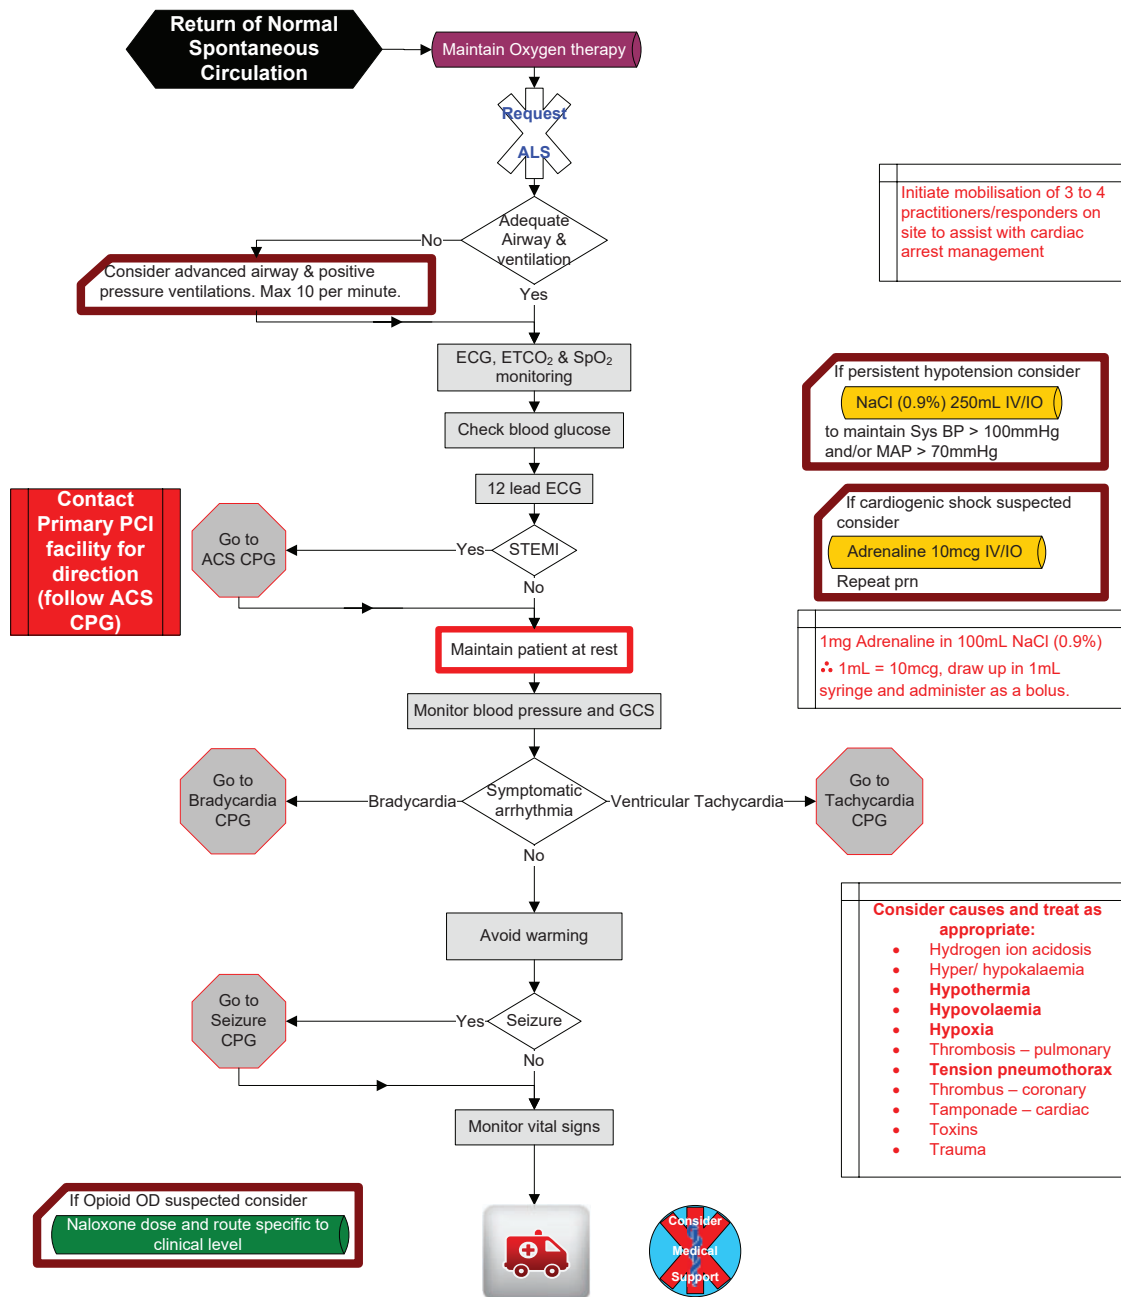 Return of Normal
Spontaneous
Circulation
Maintain Oxygen therapy
Request
ALS
Initiate mobilisation of 3 to 4
practitioners/responders on
site to assist with cardiac
arrest management
Adequate
Airway &
ventilation
No
Consider advanced airway & positive
pressure ventilations. Max 10 per minute.
Yes
ECG, ETCO₂ & SpO₂
monitoring
If persistent hypotension consider
NaCl (0.9%) 250mL IV/IO
to maintain Sys BP > 100mmHg
and/or MAP > 70mmHg
Check blood glucose
12 lead ECG
Contact
Primary PCI
facility for
direction
(follow ACS
CPG)
Go to
ACS CPG
Yes
STEMI
No
If cardiogenic shock suspected
consider
Adrenaline 10mcg IV/IO
Repeat prn
Maintain patient at rest
1mg Adrenaline in 100mL NaCl (0.9%)
∴ 1mL = 10mcg, draw up in 1mL
syringe and administer as a bolus.
Monitor blood pressure and GCS
Go to
Bradycardia
CPG
Bradycardia
Symptomatic
arrhythmia
Ventricular Tachycardia
Go to
Tachycardia
CPG
No
Avoid warming
Consider causes and treat as
appropriate:
• Hydrogen ion acidosis
• Hyper/ hypokalaemia
• Hypothermia
• Hypovolaemia
• Hypoxia
• Thrombosis – pulmonary
• Tension pneumothorax
• Thrombus – coronary
• Tamponade – cardiac
• Toxins
• Trauma
Go to
Seizure
CPG
Yes
Seizure
No
Monitor vital signs
If Opioid OD suspected consider
Naloxone dose and route specific to
clinical level
Consider
Medical
Support